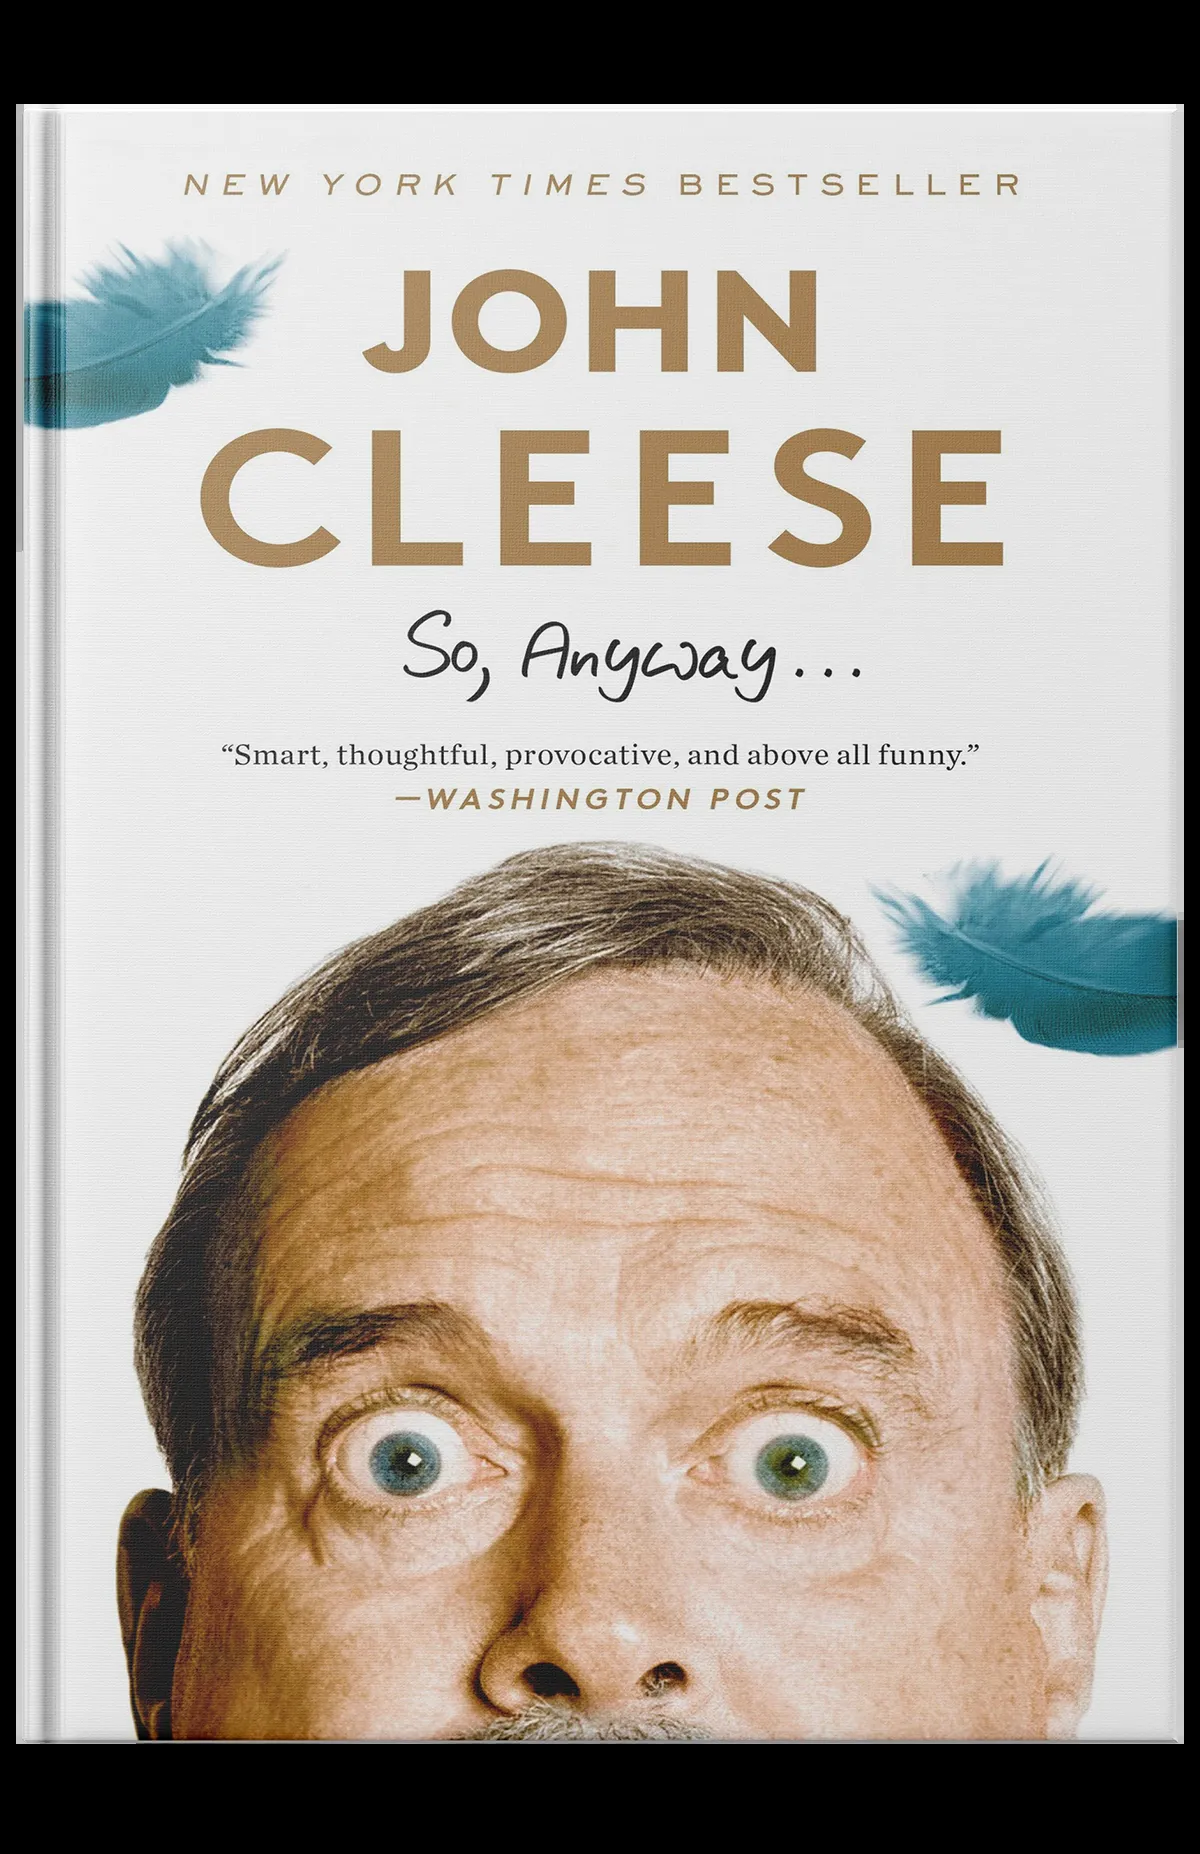 NEW YORK TIMES BESTSELLER
JOHN
CLEESE
So, Anyway...
“Smart, thoughtful, provocative, and above all funny.”
—WASHINGTON POST